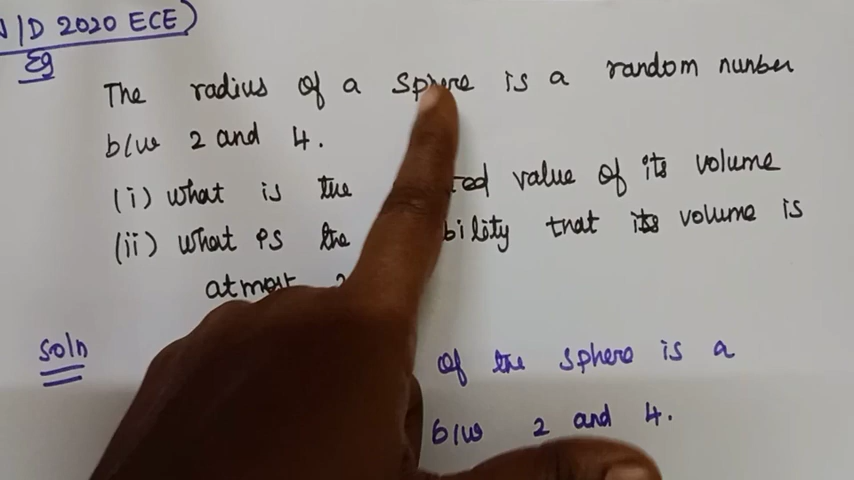 N/D 2020 ECE)
Eg
The radius of a sphere is a random number
b/w 2 and 4.
(i) what is the value of its volume
(ii) what is the that its volume is
atmost
Soln
of the sphere is a
b/w 2 and 4.